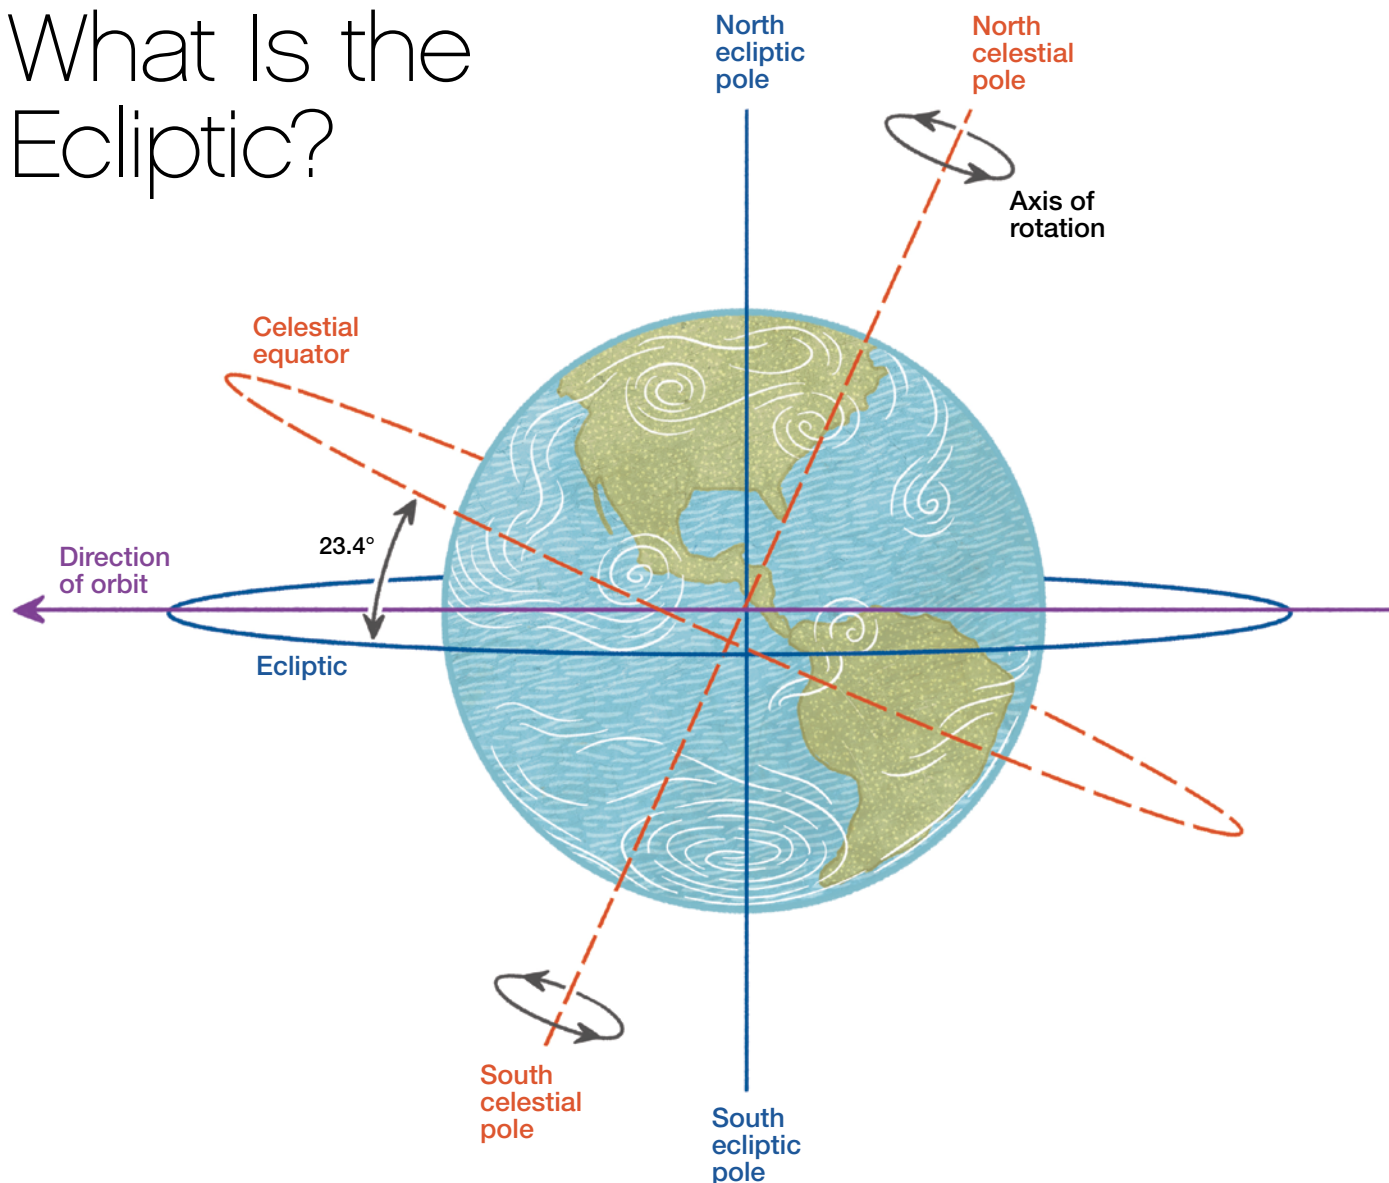 What Is the
Ecliptic?
North
ecliptic
pole
North
celestial
pole
Axis of
rotation
Celestial
equator
23.4°
Direction
of orbit
Ecliptic
South
celestial
pole
South
ecliptic
pole